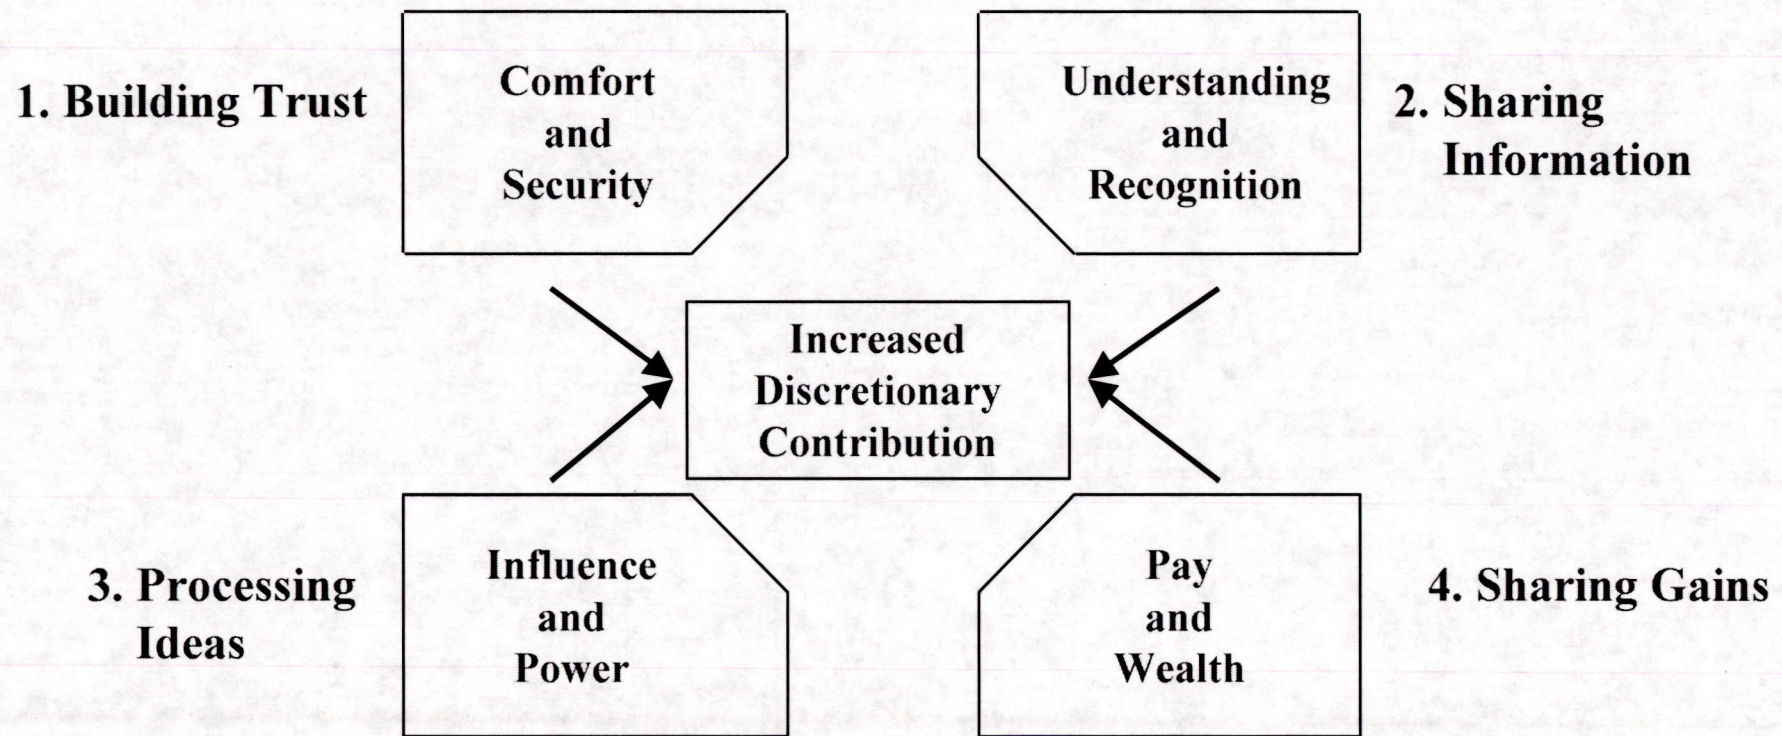 1. Building Trust
Comfort
and
Security
Understanding
and
Recognition
2. Sharing
Information
Increased
Discretionary
Contribution
3. Processing
Ideas
Influence
and
Power
Pay
and
Wealth
4. Sharing Gains